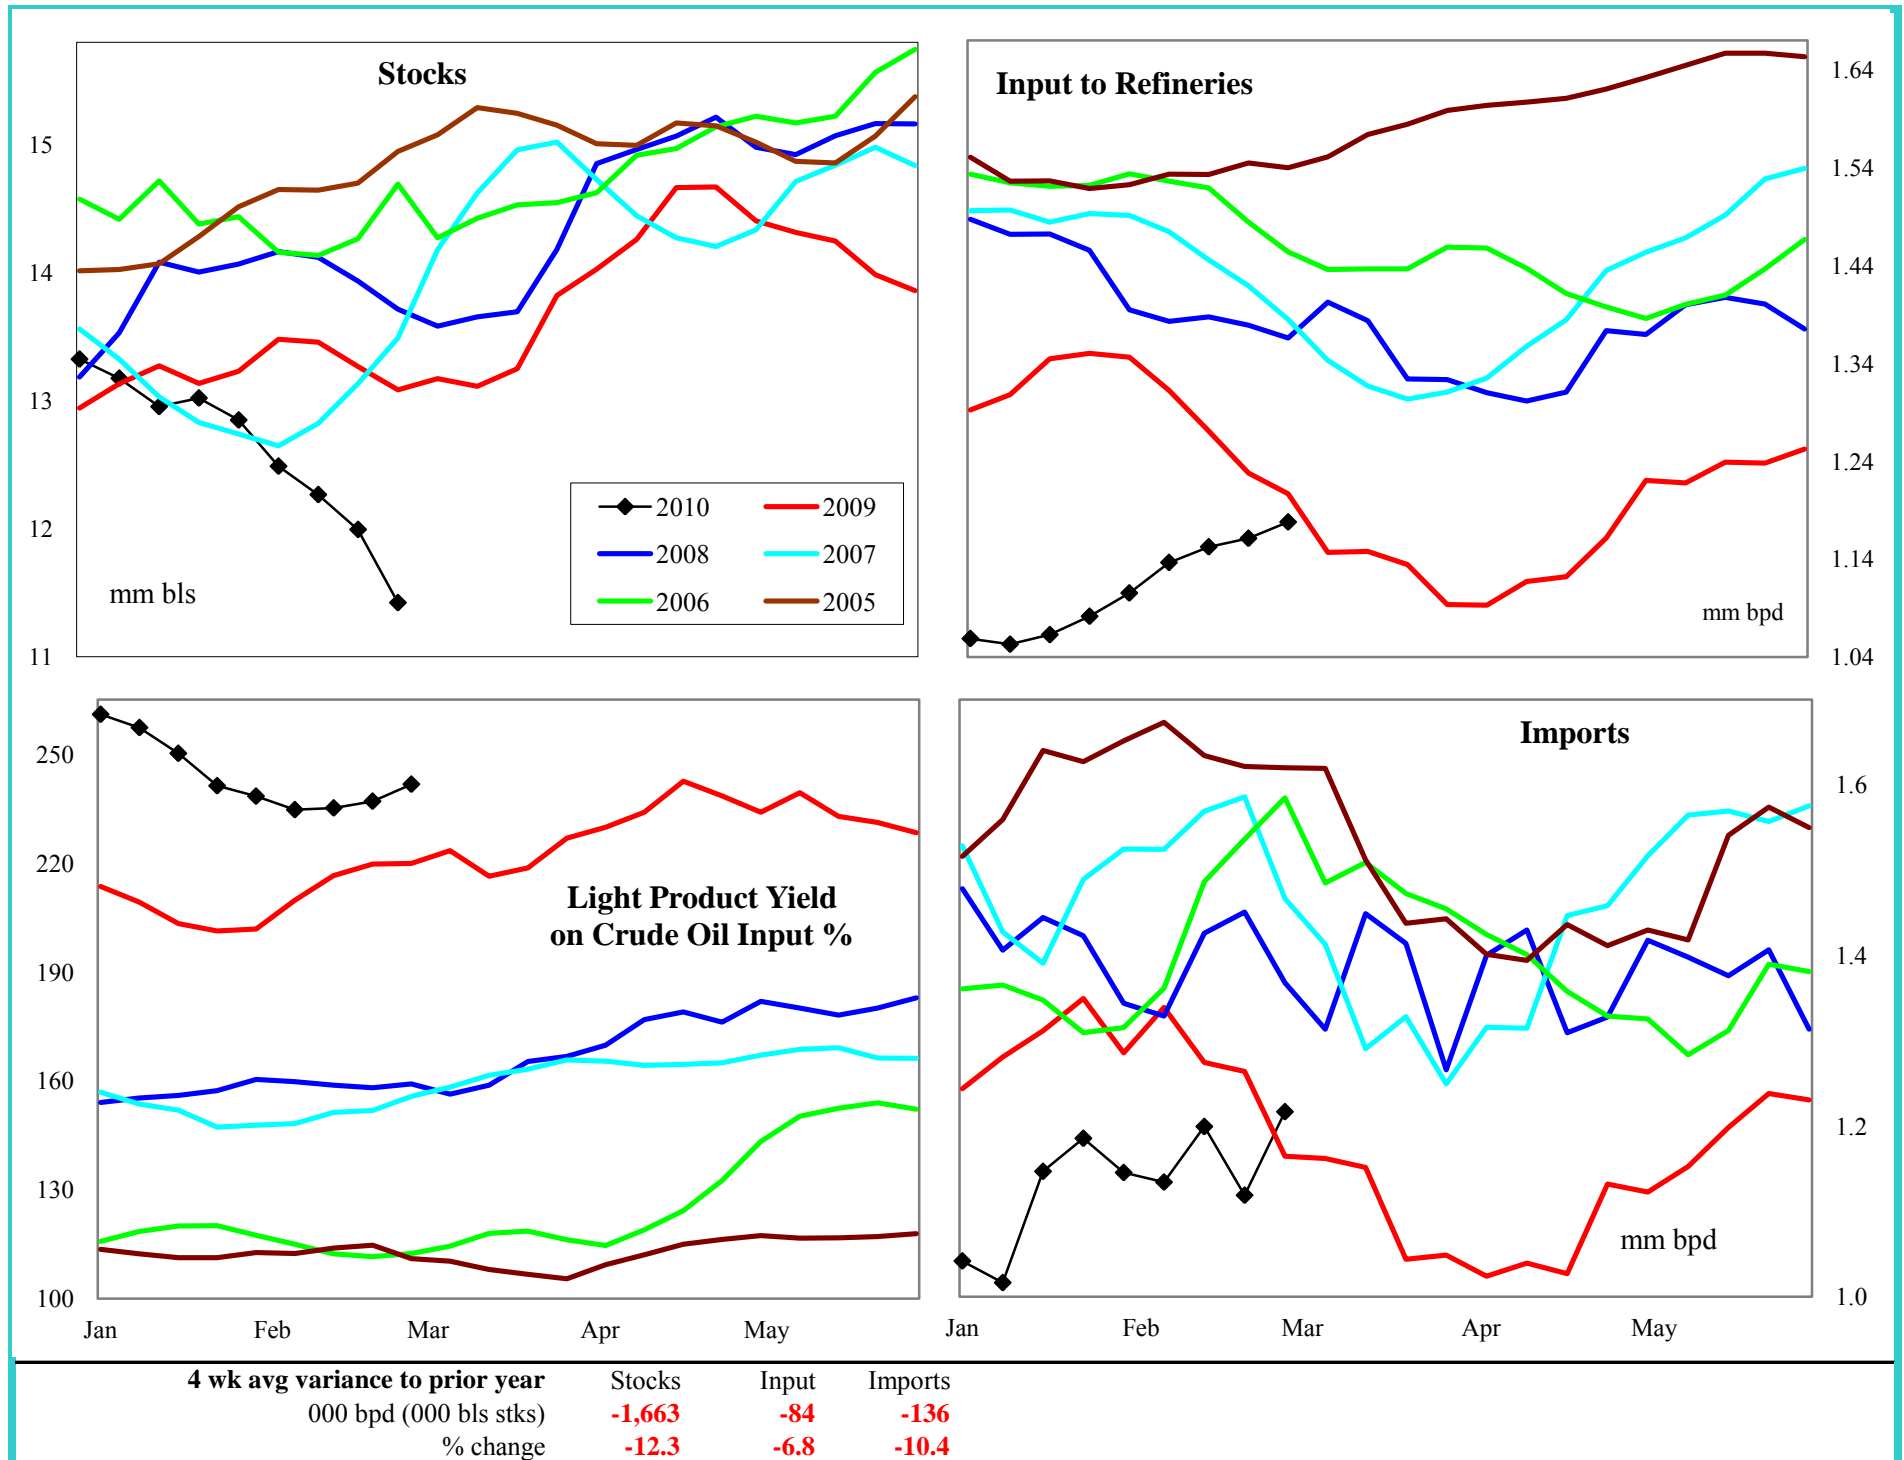 Stocks
15
14
13
12
11
mm bls
2010
2009
2008
2007
2006
2005
Input to Refineries
1.64
1.54
1.44
1.34
1.24
1.14
1.04
mm bpd
250
220
190
160
130
100
Light Product Yield
on Crude Oil Input %
Jan Feb Mar Apr May
Imports
1.6
1.4
1.2
1.0
mm bpd
Jan Feb Mar Apr May
4 wk avg variance to prior year Stocks Input Imports
000 bpd (000 bls stks) -1,663 -84 -136
% change -12.3 -6.8 -10.4